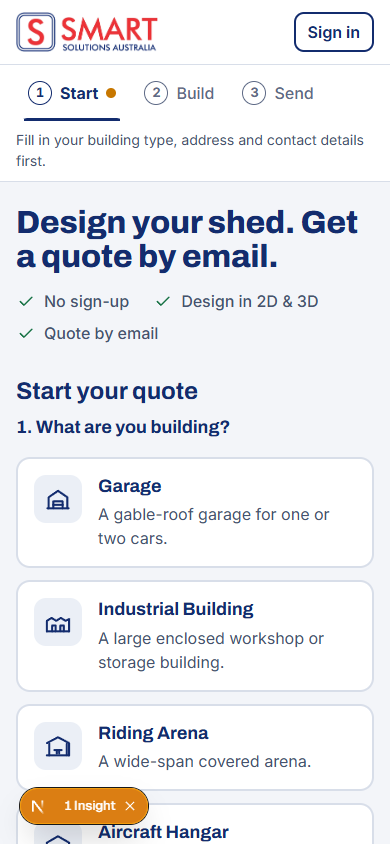 S SMART
SOLUTIONS AUSTRALIA
Sign in
1 Start
2 Build
3 Send
Fill in your building type, address and contact details
first.
Design your shed. Get
a quote by email.
No sign-up
Design in 2D & 3D
Quote by email
Start your quote
1. What are you building?
Garage
A gable-roof garage for one or
two cars.
Industrial Building
A large enclosed workshop or
storage building.
Riding Arena
A wide-span covered arena.
N 1 Insight
Aircraft Hangar